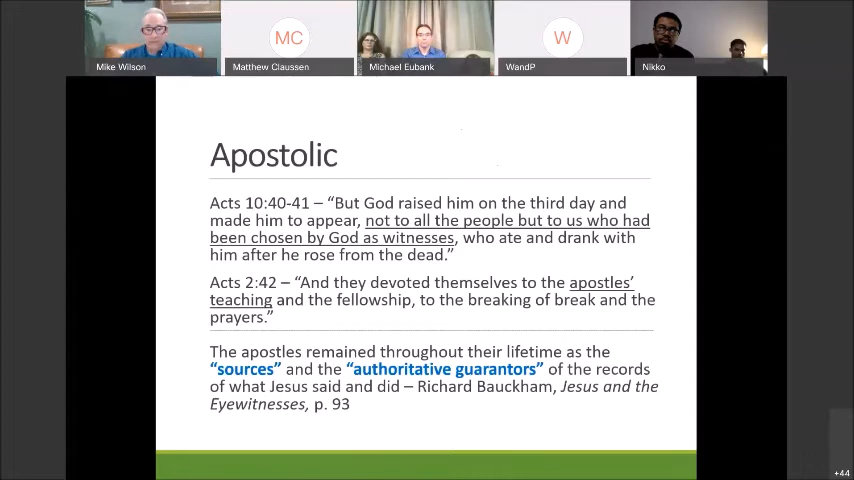 MC
W
Mike Wilson
Matthew Claussen
Michael Eubank
WandP
Nikko
Apostolic
Acts 10:40-41 – “But God raised him on the third day and
made him to appear, not to all the people but to us who had
been chosen by God as witnesses, who ate and drank with
him after he rose from the dead.”
Acts 2:42 – “And they devoted themselves to the apostles’
teaching and the fellowship, to the breaking of break and the
prayers.”
The apostles remained throughout their lifetime as the
“sources” and the “authoritative guarantors” of the records
of what Jesus said and did – Richard Bauckham, Jesus and the
Eyewitnesses, p. 93
+44